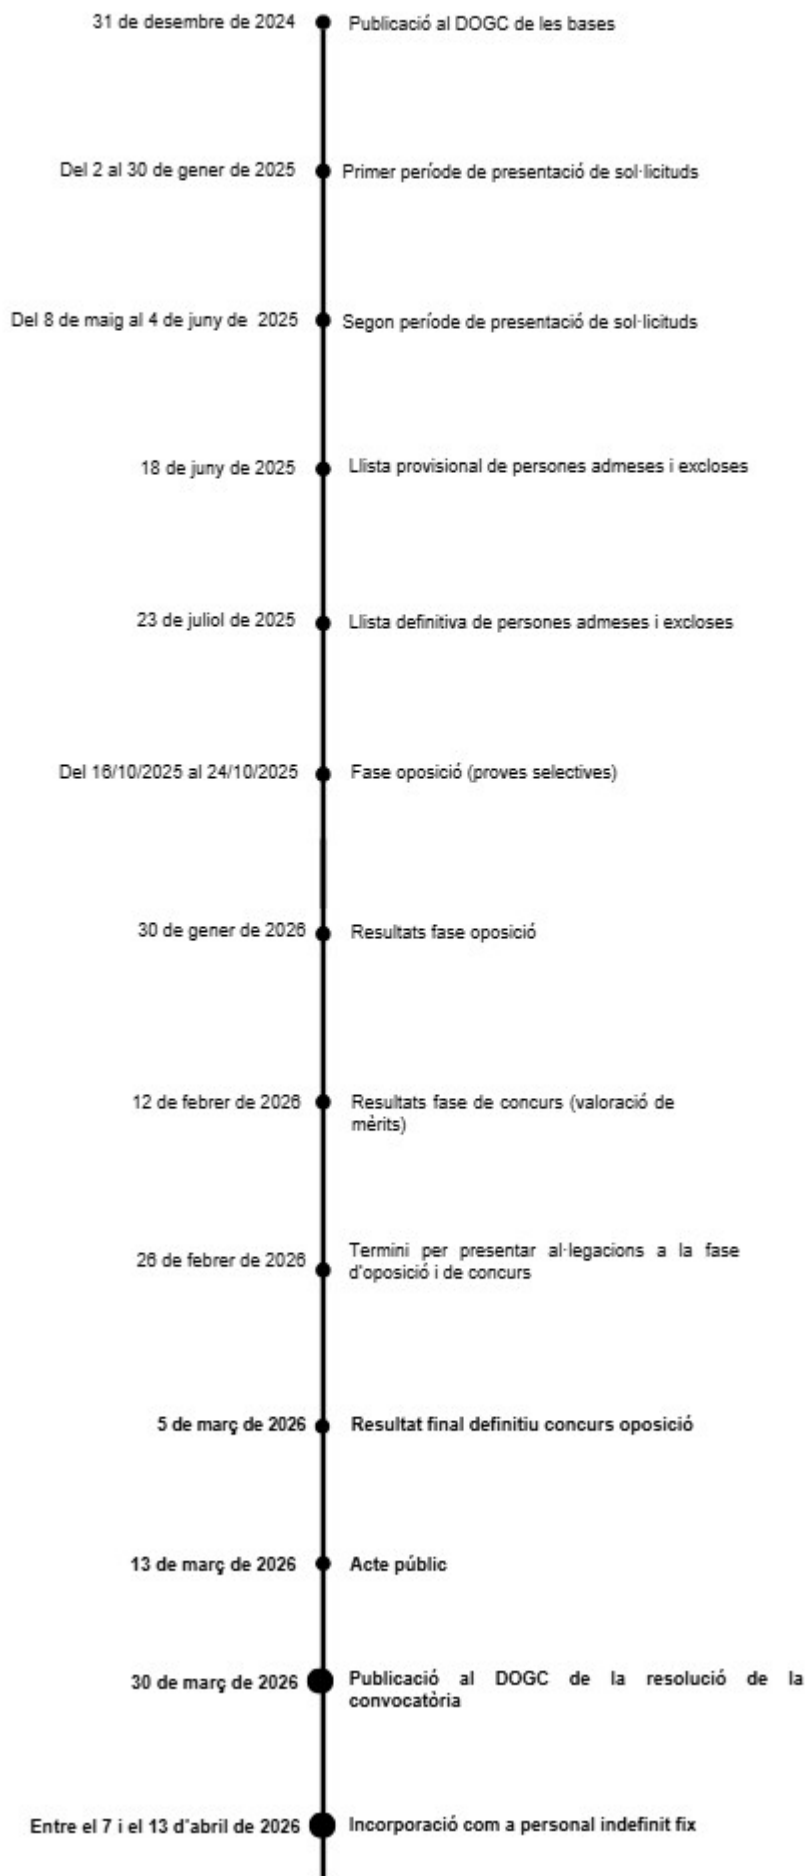 31 de desembre de 2024 Publicació al DOGC de les bases
Del 2 al 30 de gener de 2025 Primer període de presentació de sol·licituds
Del 8 de maig al 4 de juny de 2025 Segon període de presentació de sol·licituds
18 de juny de 2025 Llista provisional de persones admeses i excloses
23 de juliol de 2025 Llista definitiva de persones admeses i excloses
Del 16/10/2025 al 24/10/2025 Fase oposició (proves selectives)
30 de gener de 2026 Resultats fase oposició
12 de febrer de 2026 Resultats fase de concurs (valoració de
mèrits)
26 de febrer de 2026 Termini per presentar al·legacions a la fase
d'oposició i de concurs
5 de març de 2026 Resultat final definitiu concurs oposició
13 de març de 2026 Acte públic
30 de març de 2026 Publicació al DOGC de la resolució de la
convocatòria
Entre el 7 i el 13 d'abril de 2026 Incorporació com a personal indefinit fix